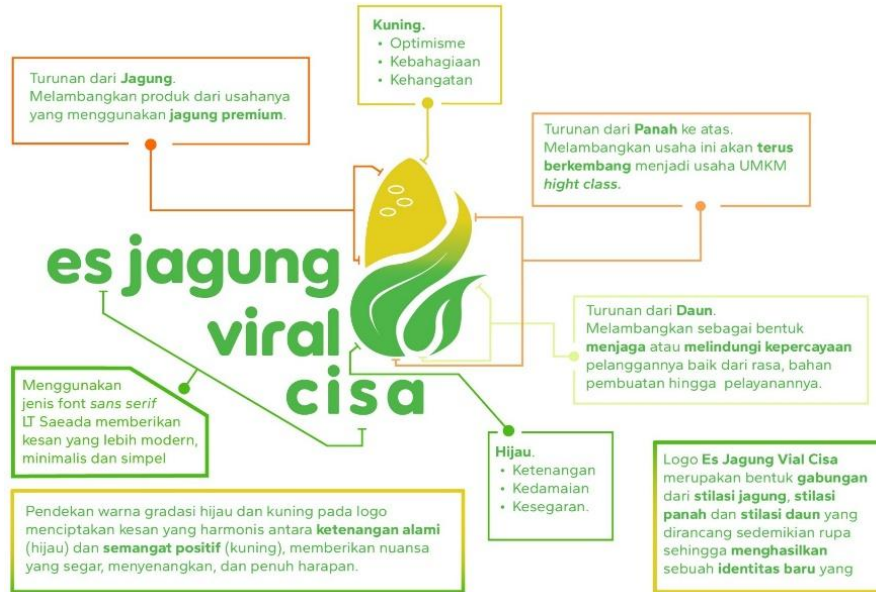 Kuning.
• Optimisme
• Kebahagiaan
• Kehangatan
Turunan dari Jagung.
Melambangkan produk dari usahanya
yang menggunakan jagung premium.
Turunan dari Panah ke atas.
Melambangkan usaha ini akan terus
berkembang menjadi usaha UMKM
hight class.
es jagung
viral
cisa
Turunan dari Daun.
Melambangkan sebagai bentuk
menjaga atau melindungi kepercayaan
pelanggannya baik dari rasa, bahan
pembuatan hingga pelayanannya.
Menggunakan
jenis font sans serif
LT Saeada memberikan
kesan yang lebih modern,
minimalis dan simpel
Hijau.
• Ketenangan
• Kedamaian
• Kesegaran.
Logo Es Jagung Vial Cisa
merupakan bentuk gabungan
dari stilasi jagung, stilasi
panah dan stilasi daun yang
dirancang sedemikian rupa
sehingga menghasilkan
sebuah identitas baru yang
Pendekan warna gradasi hijau dan kuning pada logo
menciptakan kesan yang harmonis antara ketenangan alami
(hijau) dan semangat positif (kuning), memberikan nuansa
yang segar, menyenangkan, dan penuh harapan.